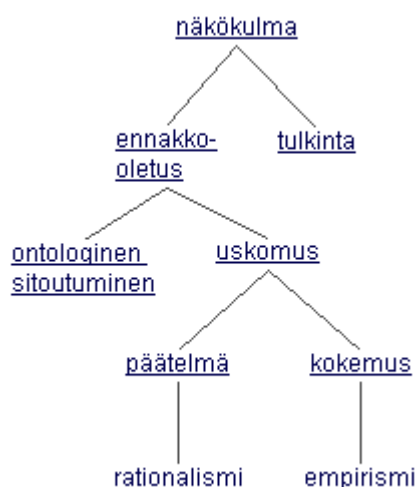 näkökulma
ennakko-
oletus
tulkinta
ontologinen
sitoutuminen
uskomus
päätelmä
kokemus
rationalismi
empirismi